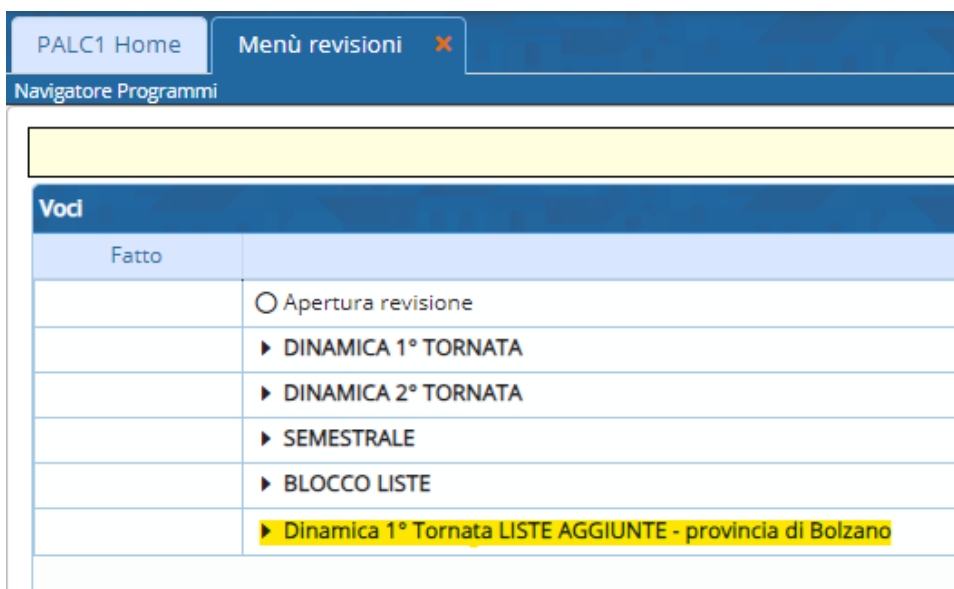 PALC1 Home
Menù revisioni
Navigatore Programmi
Voci
Fatto
Apertura revisione
DINAMICA 1° TORNATA
DINAMICA 2° TORNATA
SEMESTRALE
BLOCCO LISTE
Dinamica 1° Tornata LISTE AGGIUNTE - provincia di Bolzano